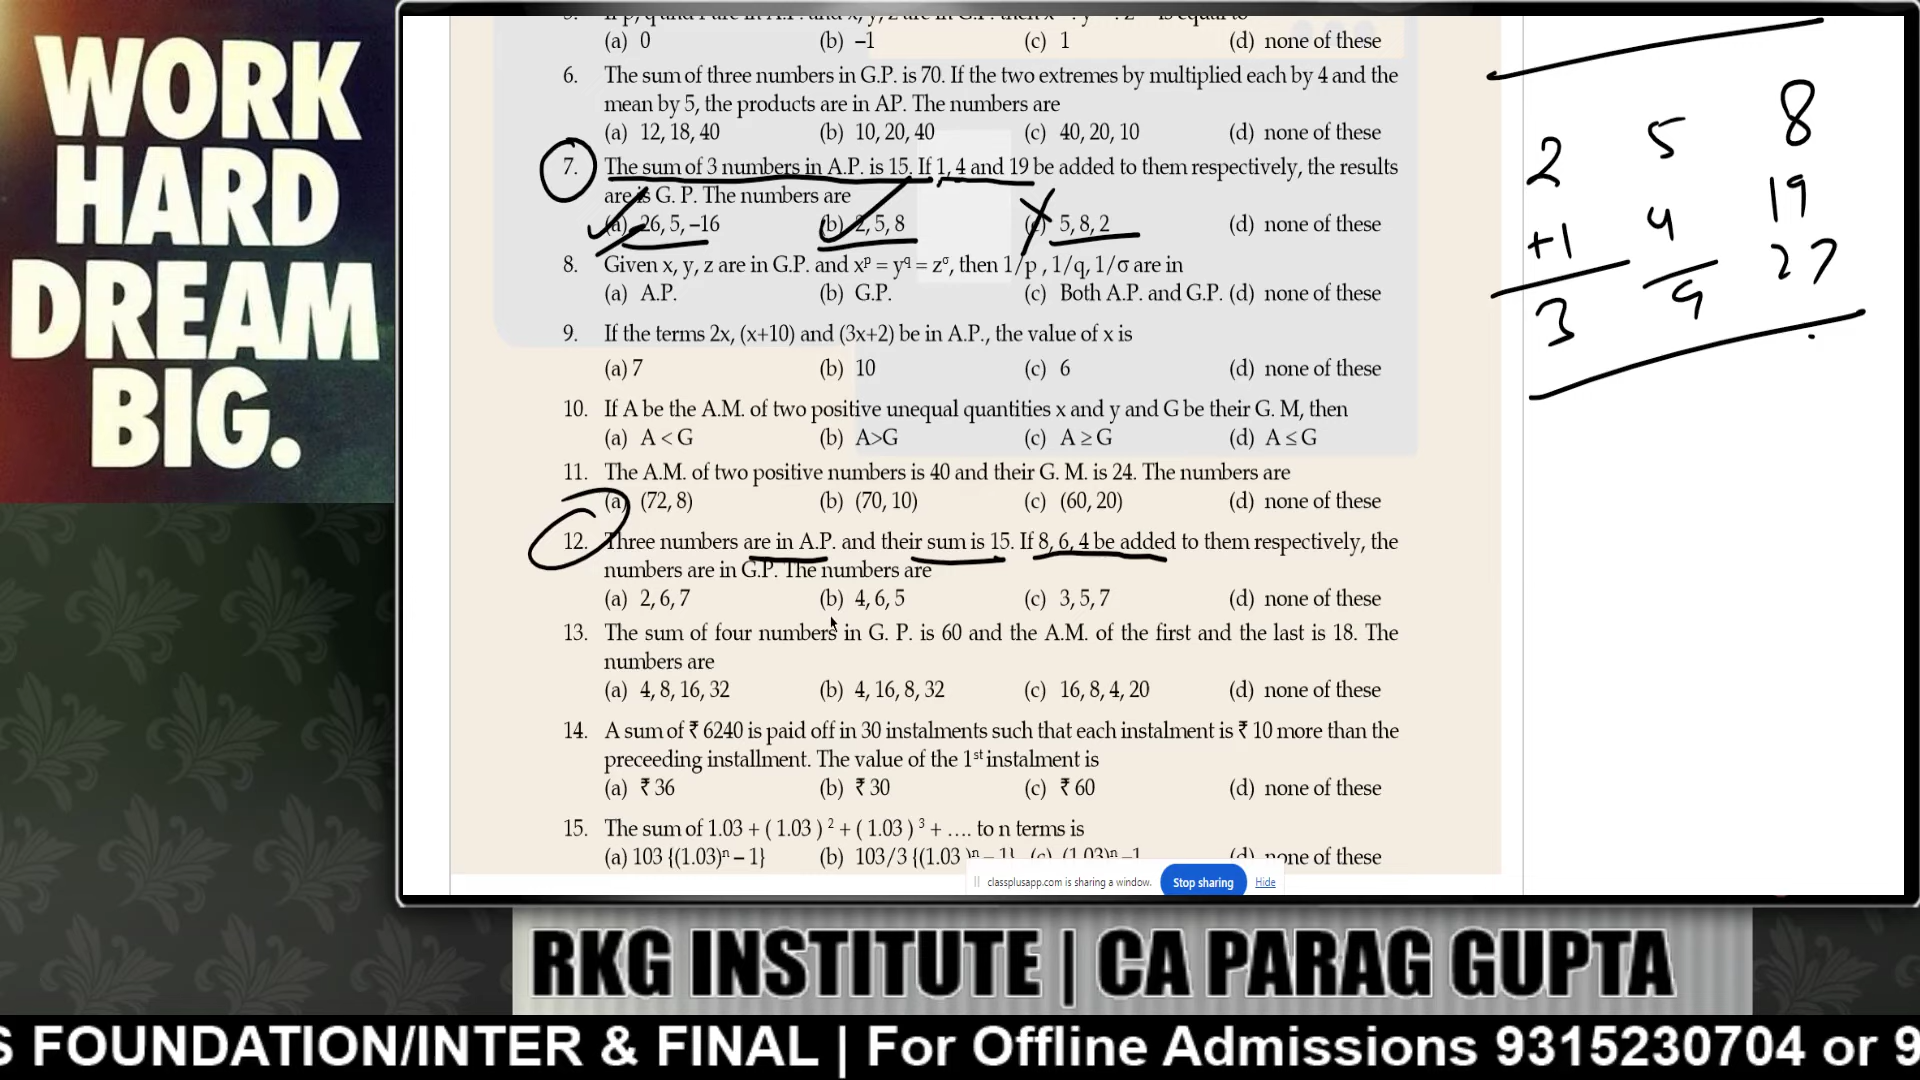 WORK
HARD
DREAM
BIG.
(a) 0 (b) –1 (c) 1 (d) none of these
6. The sum of three numbers in G.P. is 70. If the two extremes by multiplied each by 4 and the
mean by 5, the products are in AP. The numbers are
(a) 12, 18, 40 (b) 10, 20, 40 (c) 40, 20, 10 (d) none of these
7. The sum of 3 numbers in A.P. is 15. If 1, 4 and 19 be added to them respectively, the results
are is G. P. The numbers are
(a) 26, 5, –16 (b) 2, 5, 8 (c) 5, 8, 2 (d) none of these
8. Given x, y, z are in G.P. and xᵖ = y^q = z^σ, then 1/p , 1/q, 1/σ are in
(a) A.P. (b) G.P. (c) Both A.P. and G.P. (d) none of these
9. If the terms 2x, (x+10) and (3x+2) be in A.P., the value of x is
(a) 7 (b) 10 (c) 6 (d) none of these
10. If A be the A.M. of two positive unequal quantities x and y and G be their G. M, then
(a) A < G (b) A>G (c) A ≥ G (d) A ≤ G
11. The A.M. of two positive numbers is 40 and their G. M. is 24. The numbers are
(a) (72, 8) (b) (70, 10) (c) (60, 20) (d) none of these
12. Three numbers are in A.P. and their sum is 15. If 8, 6, 4 be added to them respectively, the
numbers are in G.P. The numbers are
(a) 2, 6, 7 (b) 4, 6, 5 (c) 3, 5, 7 (d) none of these
13. The sum of four numbers in G. P. is 60 and the A.M. of the first and the last is 18. The
numbers are
(a) 4, 8, 16, 32 (b) 4, 16, 8, 32 (c) 16, 8, 4, 20 (d) none of these
14. A sum of ₹ 6240 is paid off in 30 instalments such that each instalment is ₹ 10 more than the
preceeding installment. The value of the 1ˢᵗ instalment is
(a) ₹ 36 (b) ₹ 30 (c) ₹ 60 (d) none of these
15. The sum of 1.03 + ( 1.03 ) ² + ( 1.03 ) ³ + …. to n terms is
(a) 103 {(1.03)ⁿ – 1} (b) 103/3 {(1.03 )ⁿ – 1} (c) (1.03)ⁿ –1 (d) none of these
2 5 8
+1 4 19
3 9 27
classplusapp.com is sharing a window. Stop sharing Hide
RKG INSTITUTE | CA PARAG GUPTA
S FOUNDATION/INTER & FINAL | For Offline Admissions 9315230704 or 9